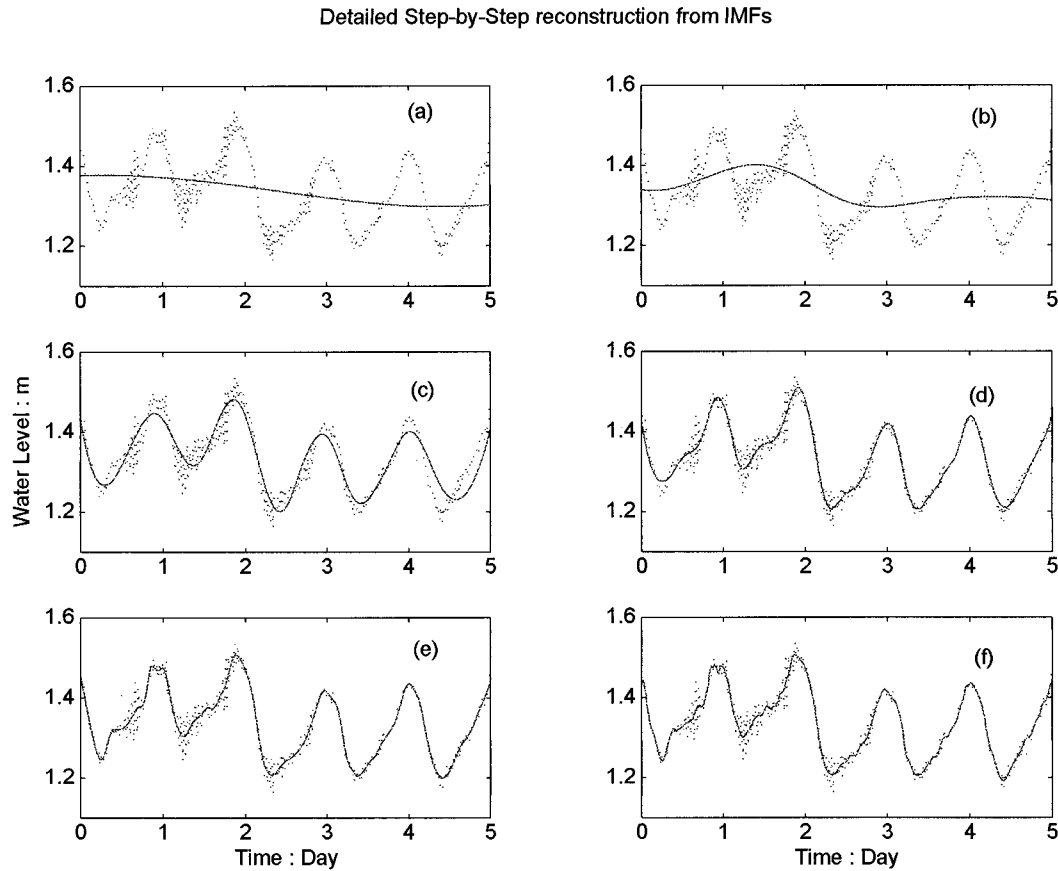 Detailed Step-by-Step reconstruction from IMFs
1.6
1.4
1.2
0 1 2 3 4 5
(a)
1.6
1.4
1.2
0 1 2 3 4 5
(b)
Water Level : m
1.6
1.4
1.2
0 1 2 3 4 5
(c)
1.6
1.4
1.2
0 1 2 3 4 5
(d)
1.6
1.4
1.2
0 1 2 3 4 5
(e)
Time : Day
1.6
1.4
1.2
0 1 2 3 4 5
(f)
Time : Day